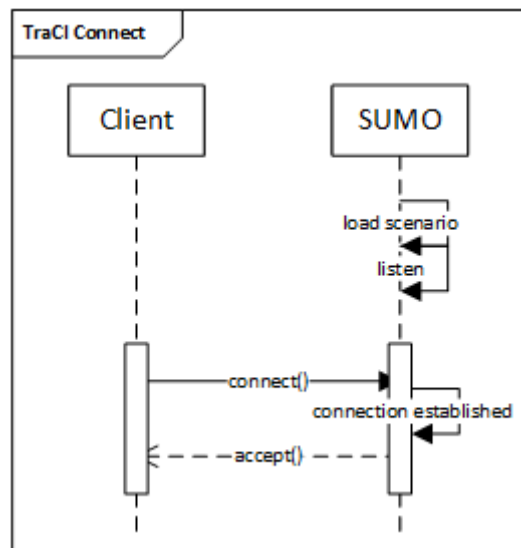 TraCI Connect
Client
SUMO
load scenario
listen
connect()
connection established
accept()